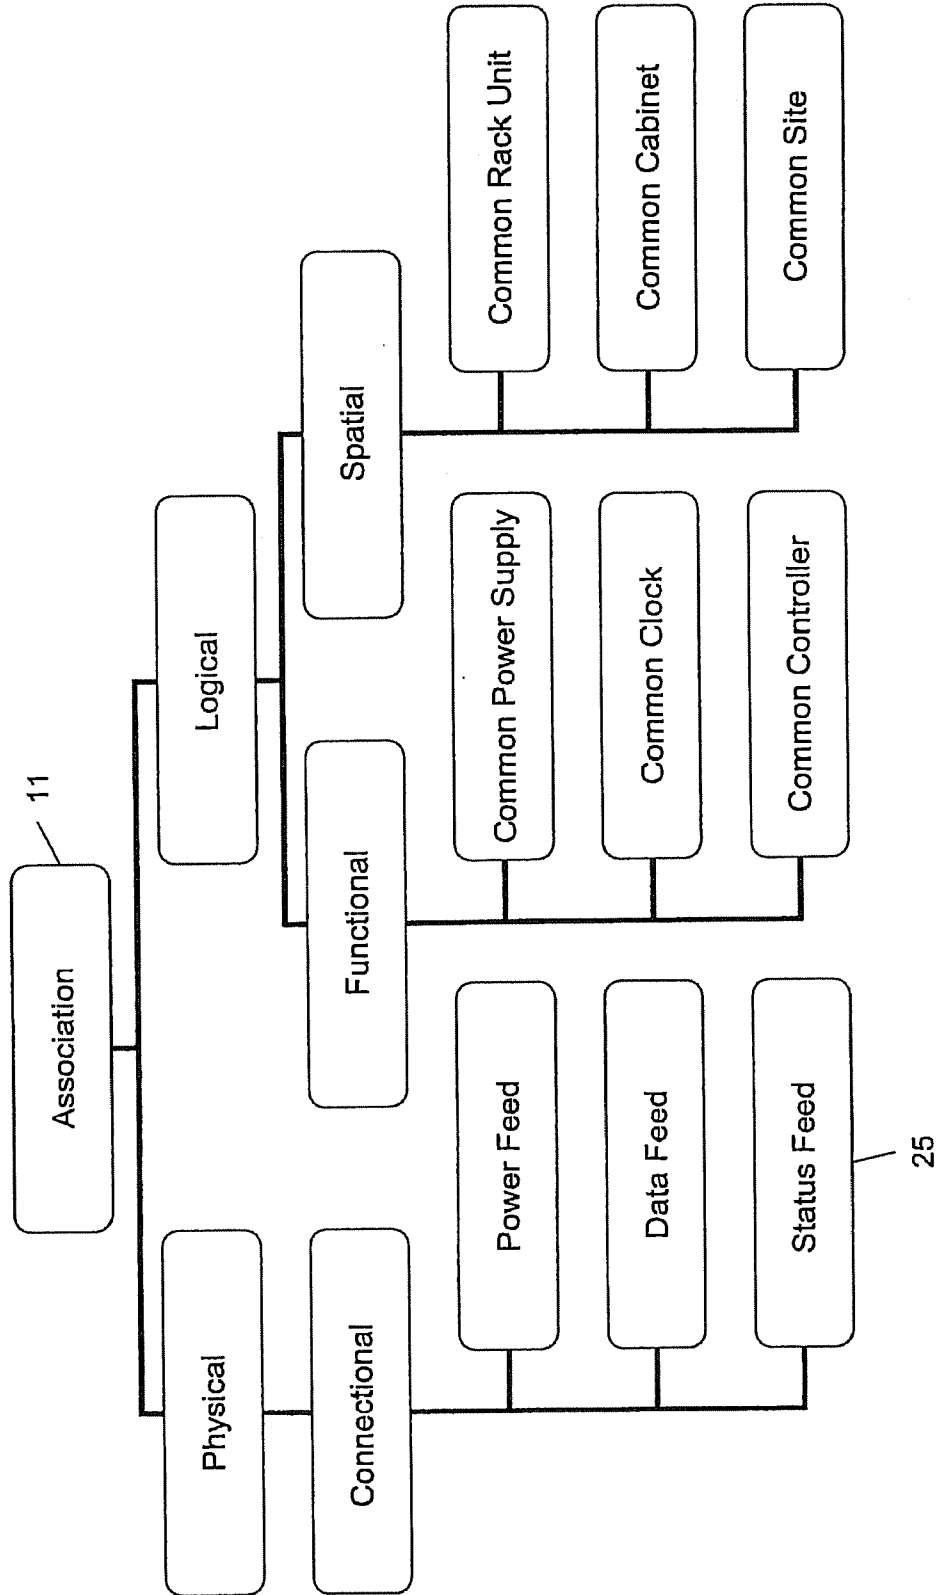 Association
11
Physical
Logical
Connectional
Functional
Spatial
Power Feed
Common Power Supply
Common Rack Unit
Data Feed
Common Clock
Common Cabinet
Status Feed
Common Controller
Common Site
25